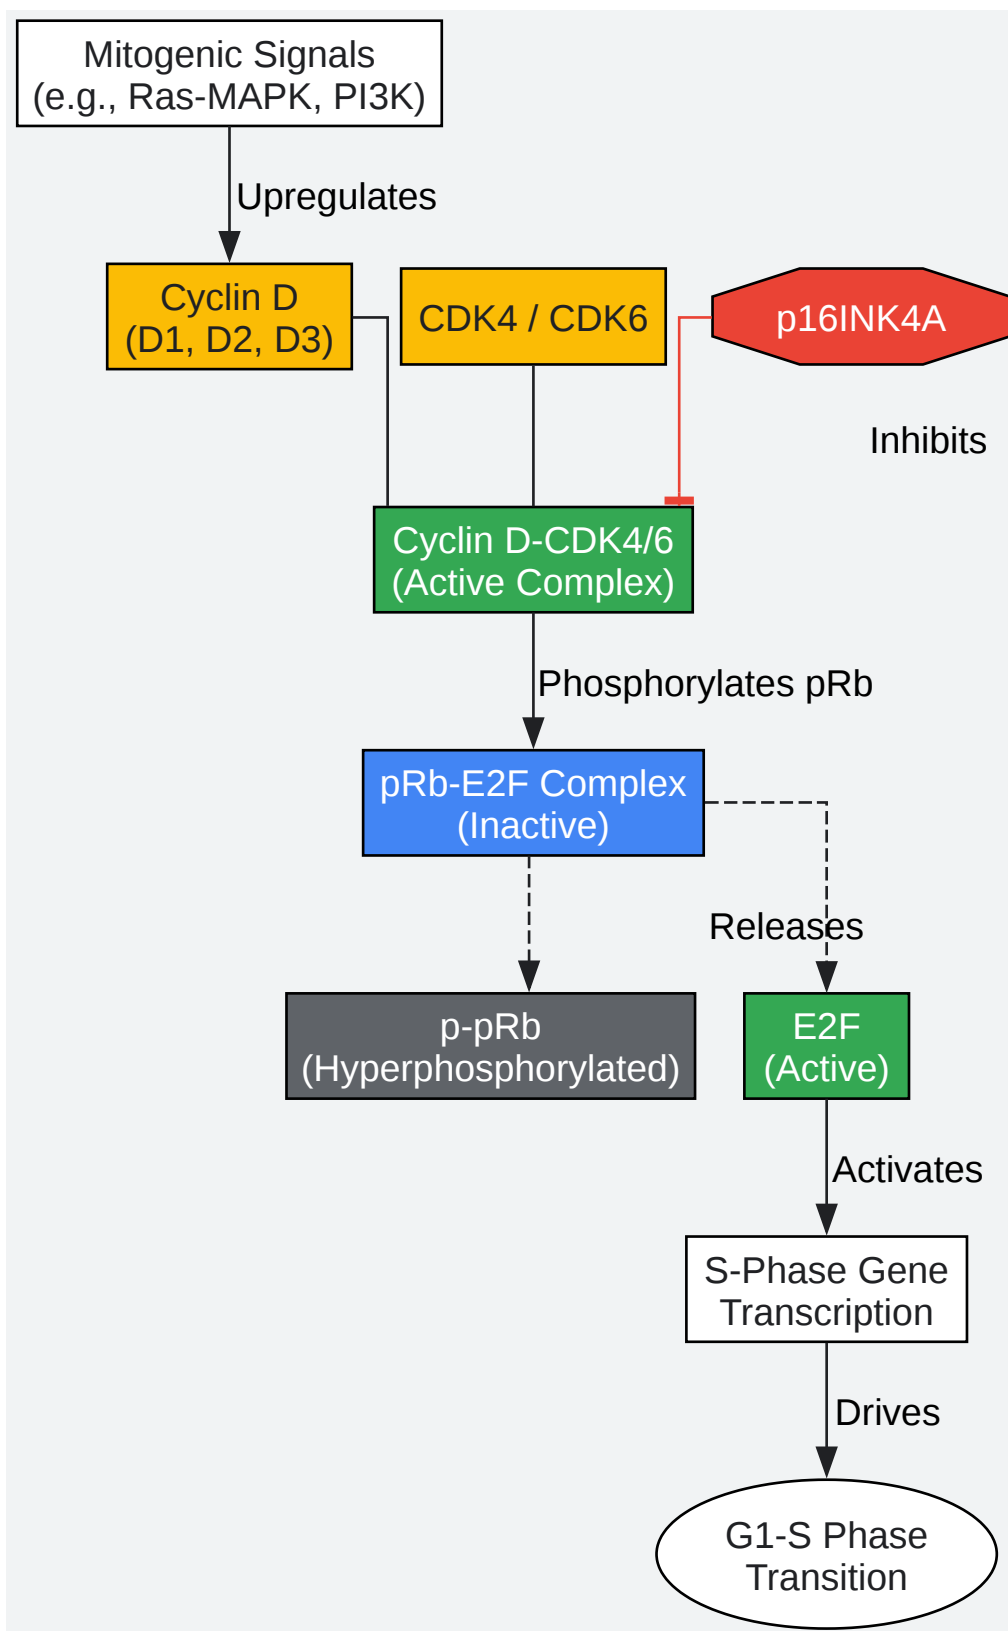 Mitogenic Signals
(e.g., Ras-MAPK, PI3K)
Upregulates
Cyclin D
(D1, D2, D3)
CDK4 / CDK6
p16INK4A
Inhibits
Cyclin D-CDK4/6
(Active Complex)
Phosphorylates pRb
pRb-E2F Complex
(Inactive)
Releases
p-pRb
(Hyperphosphorylated)
E2F
(Active)
Activates
S-Phase Gene
Transcription
Drives
G1-S Phase
Transition